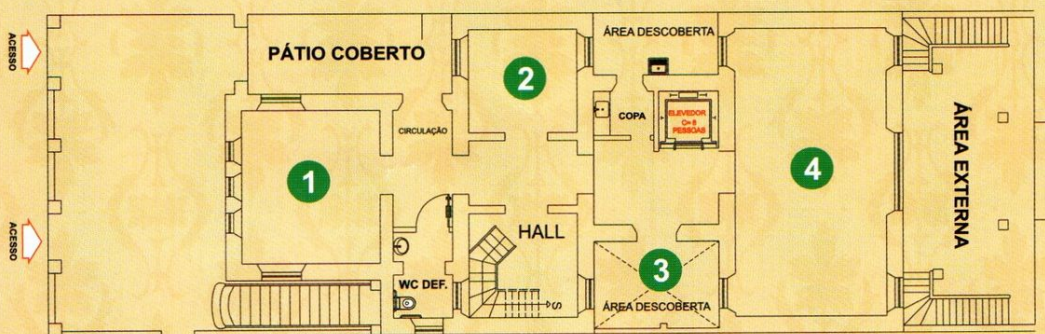 ACESSO
PÁTIO COBERTO
2
ÁREA DESCOBERTA
CIRCULAÇÃO
COPA
ELEVADOR
C= 8
PESSOAS
1
4
ÁREA EXTERNA
ACESSO
HALL
3
WC DEF.
S
ÁREA DESCOBERTA